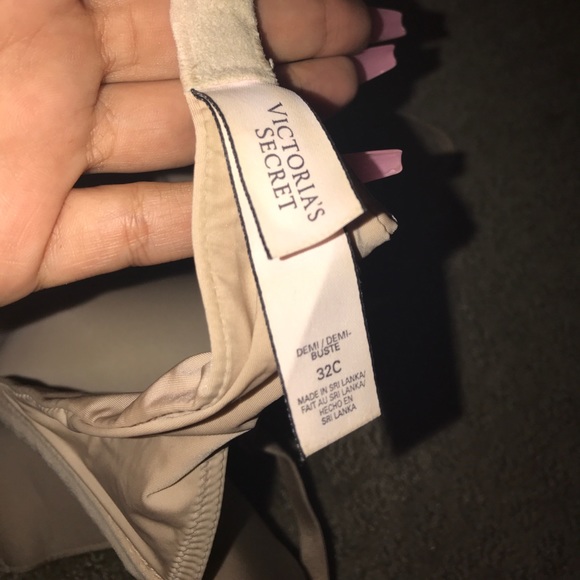 VICTORIA'S
SECRET
DEMI / DEMI-
BUSTE
32C
MADE IN SRI LANKA/
FAIT AU SRI LANKA/
HECHO EN
SRI LANKA